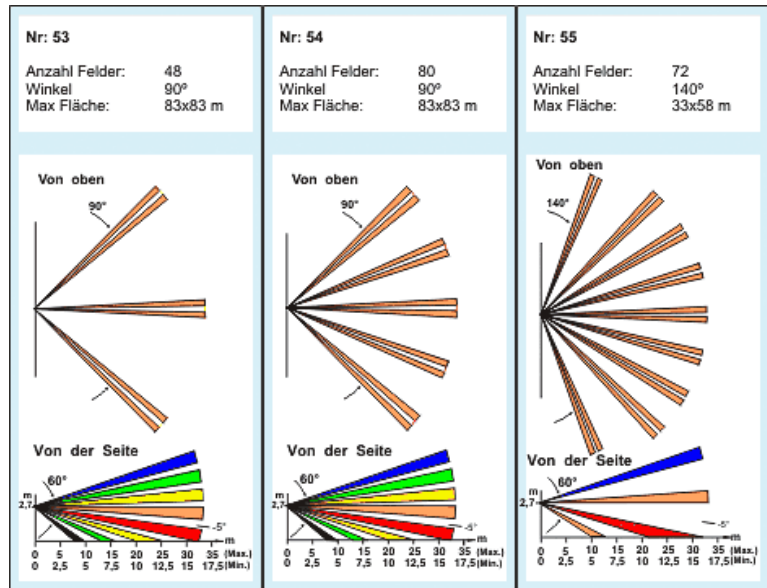 Nr: 53
Anzahl Felder: 48
Winkel 90º
Max Fläche: 83x83 m
Von oben
90°
Von der Seite
60°
m
2,7
-5°
m
0 5 10 15 20 25 30 35 (Max.)
0 2,5 5 7,5 10 12,5 15 17,5 (Min.)
Nr: 54
Anzahl Felder: 80
Winkel 90º
Max Fläche: 83x83 m
Von oben
90°
Von der Seite
60°
m
2,7
-5°
m
0 5 10 15 20 25 30 35 (Max.)
0 2,5 5 7,5 10 12,5 15 17,5 (Min.)
Nr: 55
Anzahl Felder: 72
Winkel 140º
Max Fläche: 33x58 m
Von oben
140°
Von der Seite
60°
m
2,7
-5°
m
0 5 10 15 20 25 30 35 (Max.)
0 2,5 5 7,5 10 12,5 15 17,5 (Min.)